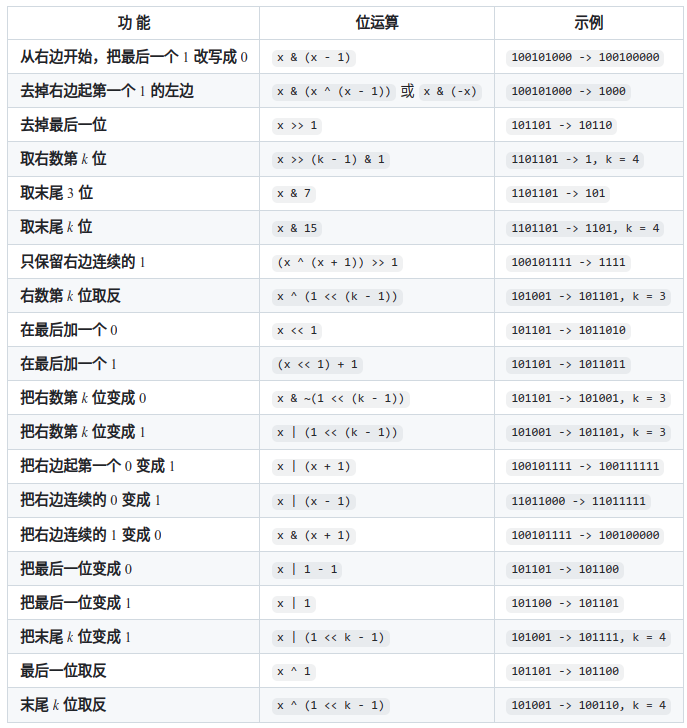 功 能 位运算 示例
从右边开始，把最后一个 1 改写成 0 x & (x - 1) 100101000 -> 100100000
去掉右边起第一个 1 的左边 x & (x ^ (x - 1)) 或 x & (-x) 100101000 -> 1000
去掉最后一位 x >> 1 101101 -> 10110
取右数第 k 位 x >> (k - 1) & 1 1101101 -> 1, k = 4
取末尾 3 位 x & 7 1101101 -> 101
取末尾 k 位 x & 15 1101101 -> 1101, k = 4
只保留右边连续的 1 (x ^ (x + 1)) >> 1 100101111 -> 1111
右数第 k 位取反 x ^ (1 << (k - 1)) 101001 -> 101101, k = 3
在最后加一个 0 x << 1 101101 -> 1011010
在最后加一个 1 (x << 1) + 1 101101 -> 1011011
把右数第 k 位变成 0 x & ~(1 << (k - 1)) 101101 -> 101001, k = 3
把右数第 k 位变成 1 x | (1 << (k - 1)) 101001 -> 101101, k = 3
把右边起第一个 0 变成 1 x | (x + 1) 100101111 -> 100111111
把右边连续的 0 变成 1 x | (x - 1) 11011000 -> 11011111
把右边连续的 1 变成 0 x & (x + 1) 100101111 -> 100100000
把最后一位变成 0 x | 1 - 1 101101 -> 101100
把最后一位变成 1 x | 1 101100 -> 101101
把末尾 k 位变成 1 x | (1 << k - 1) 101001 -> 101111, k = 4
最后一位取反 x ^ 1 101101 -> 101100
末尾 k 位取反 x ^ (1 << k - 1) 101001 -> 100110, k = 4